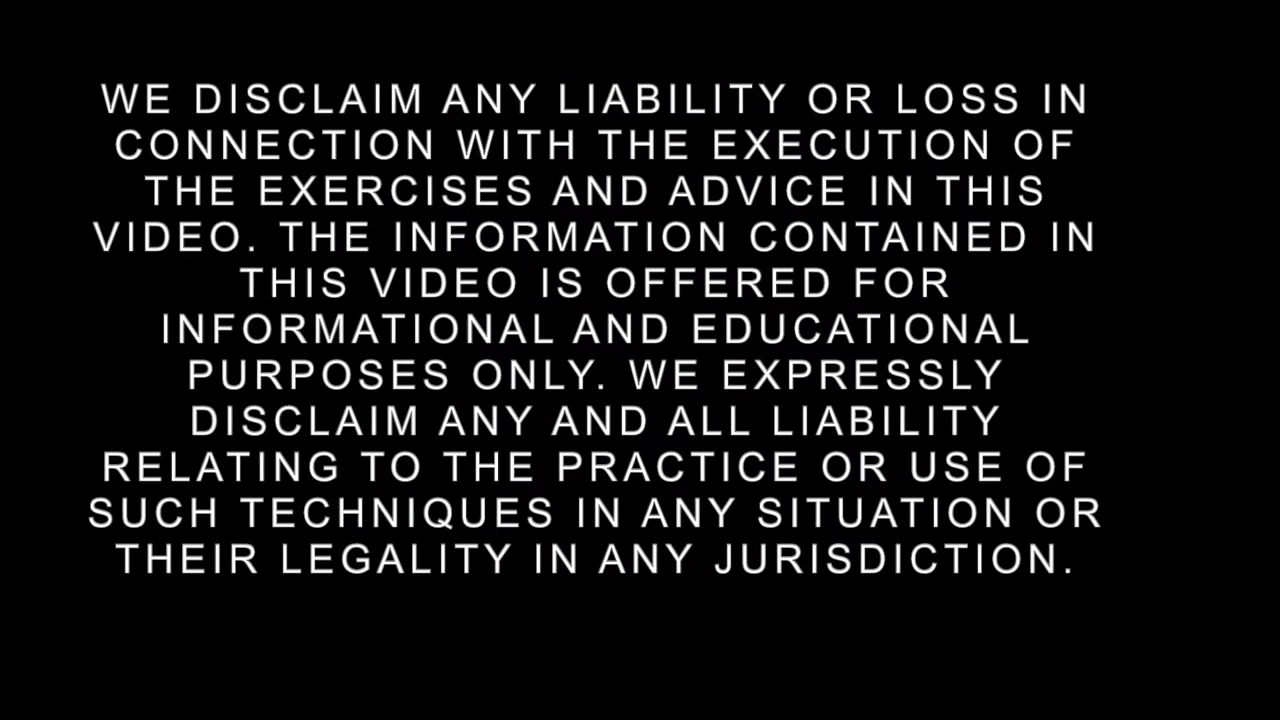 WE DISCLAIM ANY LIABILITY OR LOSS IN
CONNECTION WITH THE EXECUTION OF
THE EXERCISES AND ADVICE IN THIS
VIDEO. THE INFORMATION CONTAINED IN
THIS VIDEO IS OFFERED FOR
INFORMATIONAL AND EDUCATIONAL
PURPOSES ONLY. WE EXPRESSLY
DISCLAIM ANY AND ALL LIABILITY
RELATING TO THE PRACTICE OR USE OF
SUCH TECHNIQUES IN ANY SITUATION OR
THEIR LEGALITY IN ANY JURISDICTION.